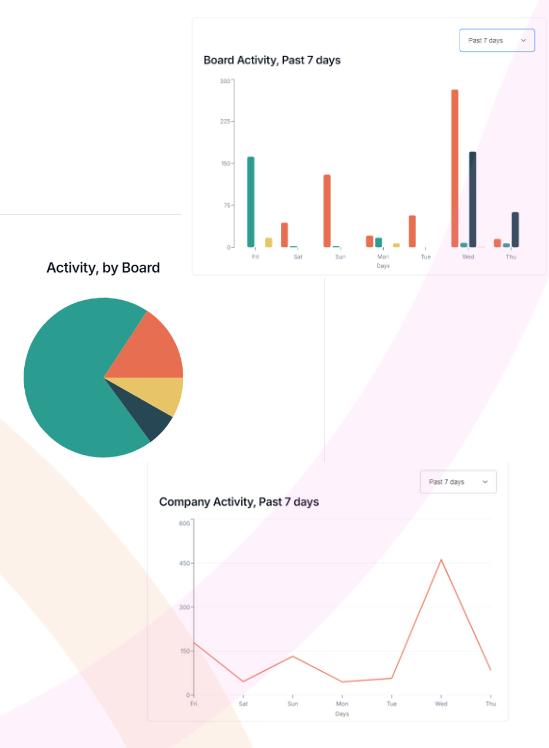 Past 7 days
Board Activity, Past 7 days
300
225
150
75
0
Fri Sat Sun Mon Tue Wed Thu
Days
Activity, by Board
Past 7 days
Company Activity, Past 7 days
600
450
300
150
0
Fri Sat Sun Mon Tue Wed Thu
Days